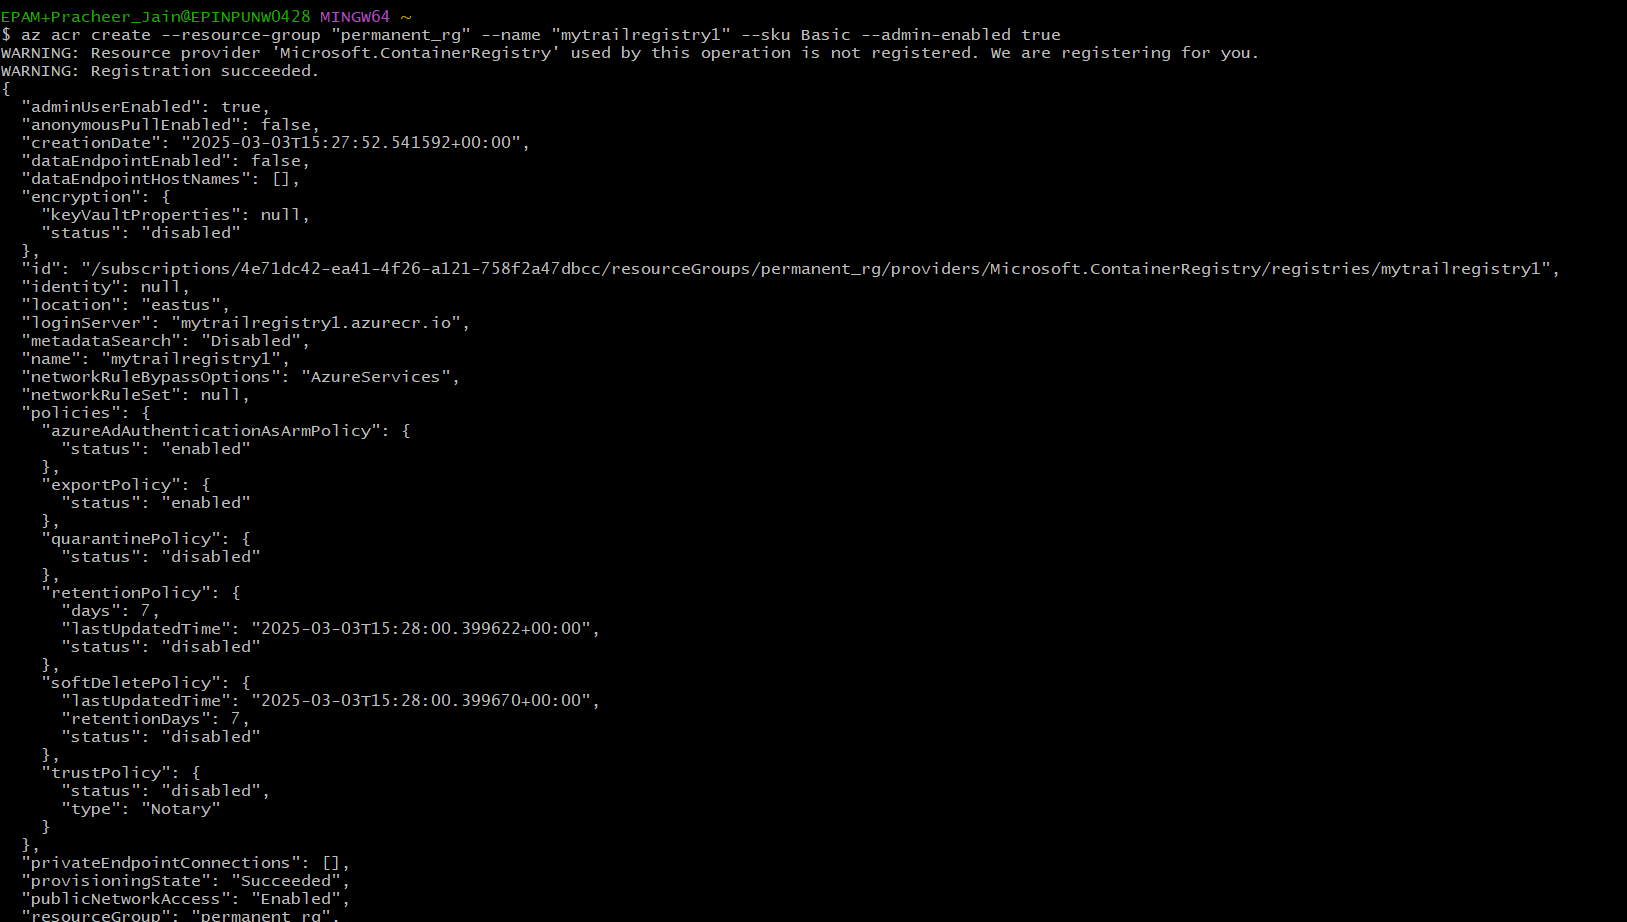 EPAM+Pracheer_Jain@EPINPUNW0428 MINGW64 ~
$ az acr create --resource-group "permanent_rg" --name "mytrailregistry1" --sku Basic --admin-enabled true
WARNING: Resource provider 'Microsoft.ContainerRegistry' used by this operation is not registered. We are registering for you.
WARNING: Registration succeeded.
{
  "adminUserEnabled": true,
  "anonymousPullEnabled": false,
  "creationDate": "2025-03-03T15:27:52.541592+00:00",
  "dataEndpointEnabled": false,
  "dataEndpointHostNames": [],
  "encryption": {
    "keyVaultProperties": null,
    "status": "disabled"
  },
  "id": "/subscriptions/4e71dc42-ea41-4f26-a121-758f2a47dbcc/resourceGroups/permanent_rg/providers/Microsoft.ContainerRegistry/registries/mytrailregistry1",
  "identity": null,
  "location": "eastus",
  "loginServer": "mytrailregistry1.azurecr.io",
  "metadataSearch": "Disabled",
  "name": "mytrailregistry1",
  "networkRuleBypassOptions": "AzureServices",
  "networkRuleSet": null,
  "policies": {
    "azureAdAuthenticationAsArmPolicy": {
      "status": "enabled"
    },
    "exportPolicy": {
      "status": "enabled"
    },
    "quarantinePolicy": {
      "status": "disabled"
    },
    "retentionPolicy": {
      "days": 7,
      "lastUpdatedTime": "2025-03-03T15:28:00.399622+00:00",
      "status": "disabled"
    },
    "softDeletePolicy": {
      "lastUpdatedTime": "2025-03-03T15:28:00.399670+00:00",
      "retentionDays": 7,
      "status": "disabled"
    },
    "trustPolicy": {
      "status": "disabled",
      "type": "Notary"
    }
  },
  "privateEndpointConnections": [],
  "provisioningState": "Succeeded",
  "publicNetworkAccess": "Enabled",
  "resourceGroup": "permanent_rg",